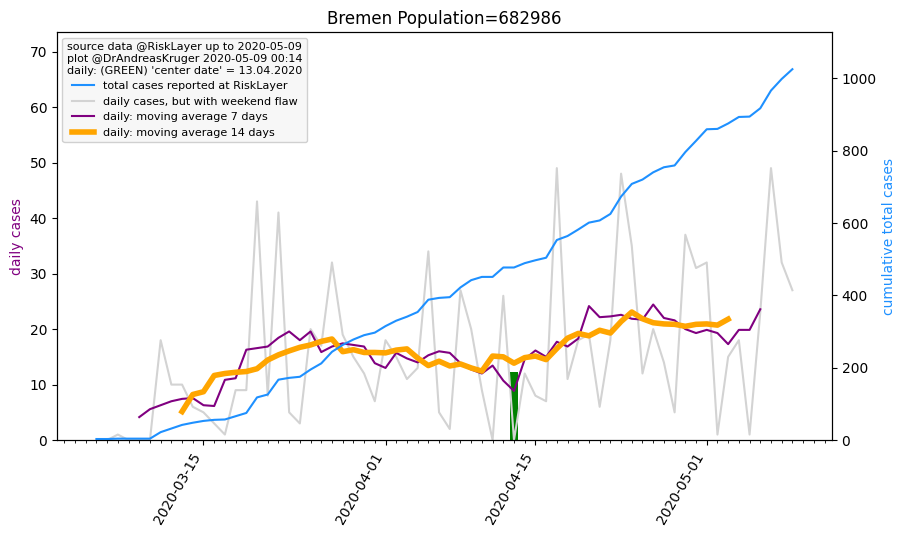 Bremen Population=682986
source data @RiskLayer up to 2020-05-09
plot @DrAndreasKruger 2020-05-09 00:14
daily: (GREEN) 'center date' = 13.04.2020
total cases reported at RiskLayer
daily cases, but with weekend flaw
daily: moving average 7 days
daily: moving average 14 days
daily cases
70
60
50
40
30
20
10
0
cumulative total cases
1000
800
600
400
200
0
2020-03-15
2020-04-01
2020-04-15
2020-05-01